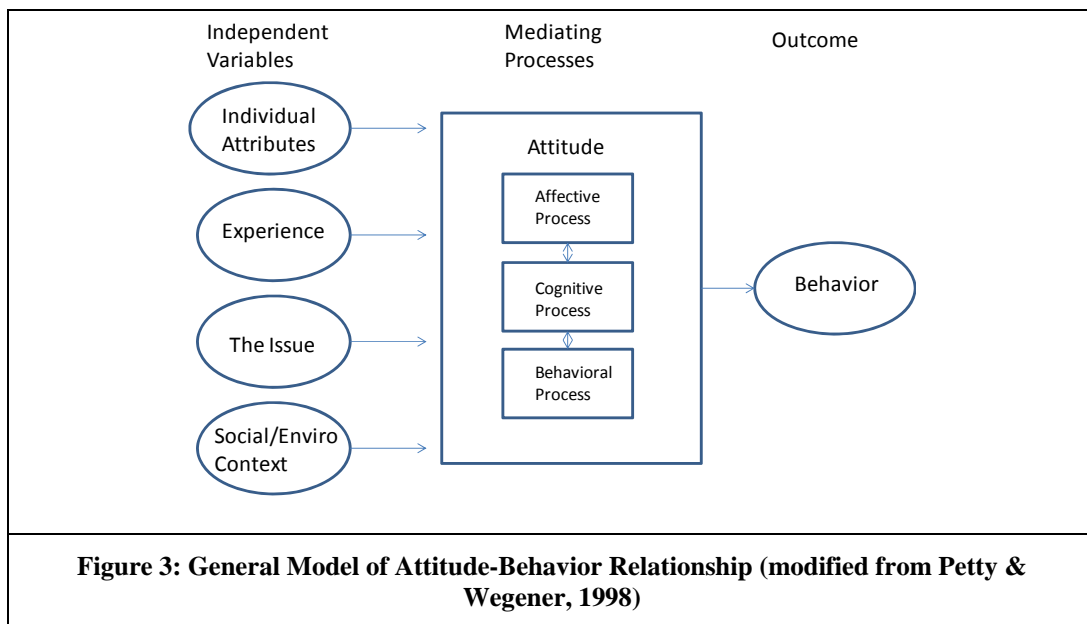 Independent
Variables
Mediating
Processes
Outcome
Individual
Attributes
Experience
The Issue
Social/Enviro
Context
Attitude
Affective
Process
Cognitive
Process
Behavioral
Process
Behavior
Figure 3: General Model of Attitude-Behavior Relationship (modified from Petty &
Wegener, 1998)